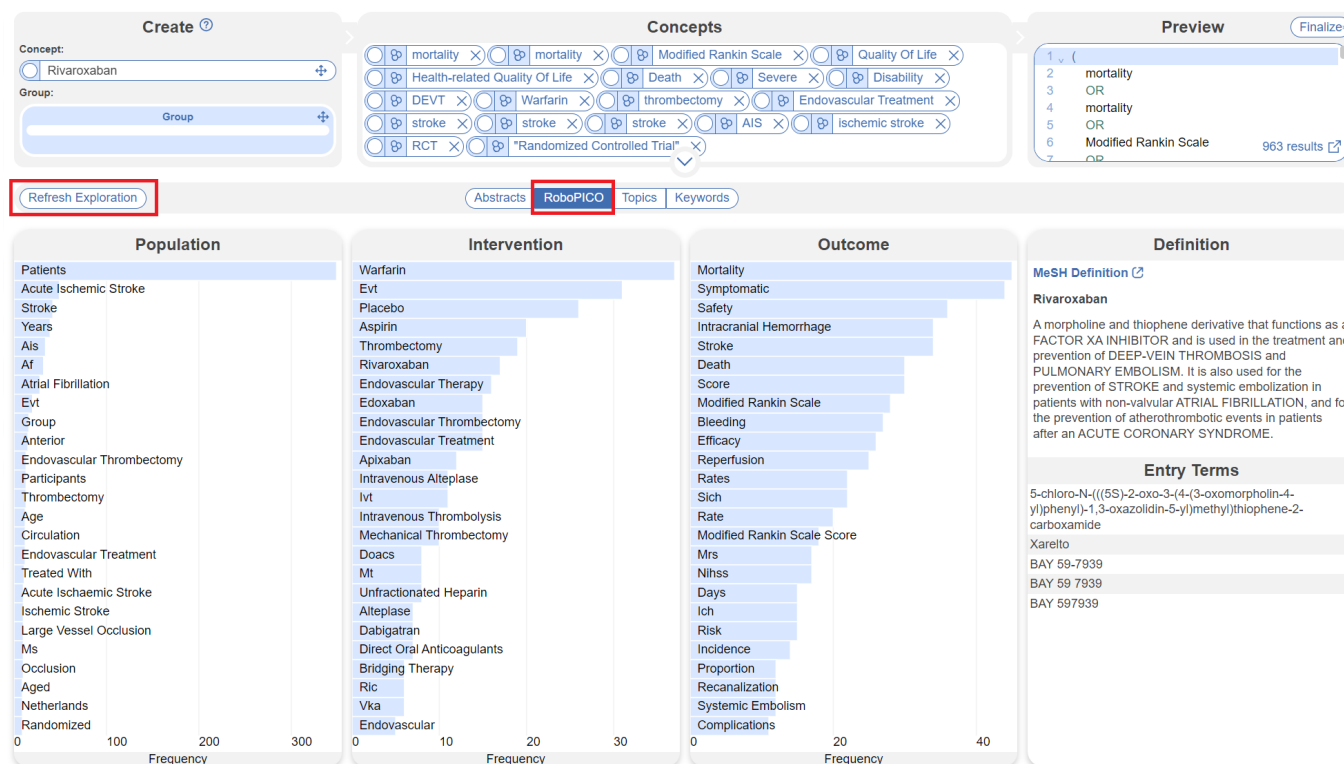 Create ?
Concept:
Rivaroxaban
Group:
Group
Concepts
mortality mortality Modified Rankin Scale Quality Of Life
Health-related Quality Of Life Death Severe Disability
DEVT Warfarin thrombectomy Endovascular Treatment
stroke stroke stroke AIS ischemic stroke
RCT "Randomized Controlled Trial"
Preview
Finalize
1 (
2 mortality
3 OR
4 mortality
5 OR
6 Modified Rankin Scale
7 OR
963 results
Refresh Exploration
Abstracts RoboPICO Topics Keywords
Population
Patients
Acute Ischemic Stroke
Stroke
Years
Ais
Af
Atrial Fibrillation
Evt
Group
Anterior
Endovascular Thrombectomy
Participants
Thrombectomy
Age
Circulation
Endovascular Treatment
Treated With
Acute Ischaemic Stroke
Ischemic Stroke
Large Vessel Occlusion
Ms
Occlusion
Aged
Netherlands
Randomized
0 100 200 300
Frequency
Intervention
Warfarin
Evt
Placebo
Aspirin
Thrombectomy
Rivaroxaban
Endovascular Therapy
Edoxaban
Endovascular Thrombectomy
Endovascular Treatment
Apixaban
Intravenous Alteplase
Ivt
Intravenous Thrombolysis
Mechanical Thrombectomy
Doacs
Mt
Unfractionated Heparin
Alteplase
Dabigatran
Direct Oral Anticoagulants
Bridging Therapy
Ric
Vka
Endovascular
0 10 20 30
Frequency
Outcome
Mortality
Symptomatic
Safety
Intracranial Hemorrhage
Stroke
Death
Score
Modified Rankin Scale
Bleeding
Efficacy
Reperfusion
Rates
Sich
Rate
Modified Rankin Scale Score
Mrs
Nihss
Days
Ich
Risk
Incidence
Proportion
Recanalization
Systemic Embolism
Complications
0 20 40
Frequency
Definition
MeSH Definition
Rivaroxaban
A morpholine and thiophene derivative that functions as a
FACTOR XA INHIBITOR and is used in the treatment and
prevention of DEEP-VEIN THROMBOSIS and
PULMONARY EMBOLISM. It is also used for the
prevention of STROKE and systemic embolization in
patients with non-valvular ATRIAL FIBRILLATION, and fo
the prevention of atherothrombotic events in patients
after an ACUTE CORONARY SYNDROME.
Entry Terms
5-chloro-N-(((5S)-2-oxo-3-(4-(3-oxomorpholin-4-
yl)phenyl)-1,3-oxazolidin-5-yl)methyl)thiophene-2-
carboxamide
Xarelto
BAY 59-7939
BAY 59 7939
BAY 597939